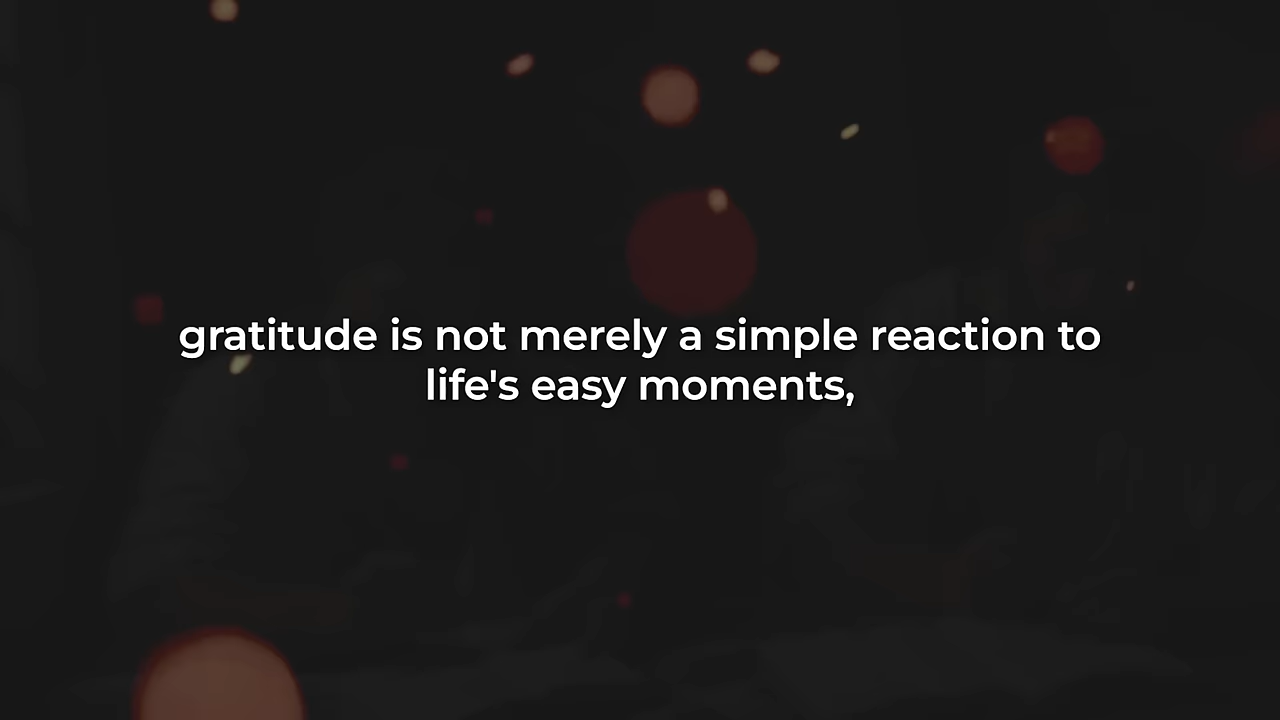 gratitude is not merely a simple reaction to
life's easy moments,